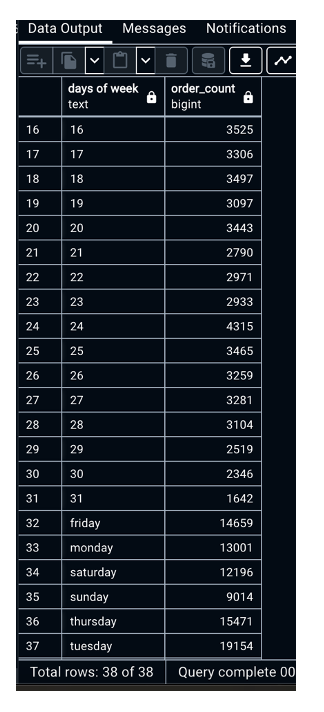 Data Output Messages Notifications
days of week order_count
text bigint
16 16 3525
17 17 3306
18 18 3497
19 19 3097
20 20 3443
21 21 2790
22 22 2971
23 23 2933
24 24 4315
25 25 3465
26 26 3259
27 27 3281
28 28 3104
29 29 2519
30 30 2346
31 31 1642
32 friday 14659
33 monday 13001
34 saturday 12196
35 sunday 9014
36 thursday 15471
37 tuesday 19154
Total rows: 38 of 38 Query complete 00